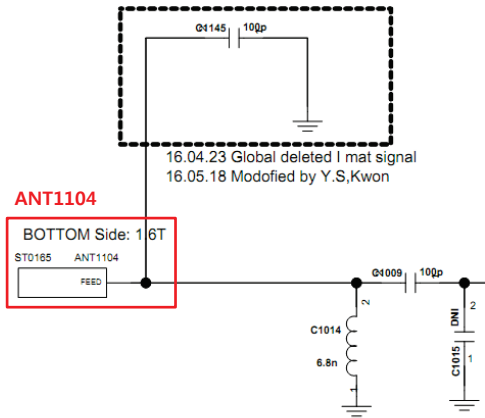 C1145 100p
16.04.23 Global deleted I mat signal
16.05.18 Modofied by Y.S,Kwon
ANT1104
BOTTOM Side: 1.6T
ST0165 ANT1104
FEED
C1009 100p
2
C1014
6.8n
1
2
DNI
C1015
1